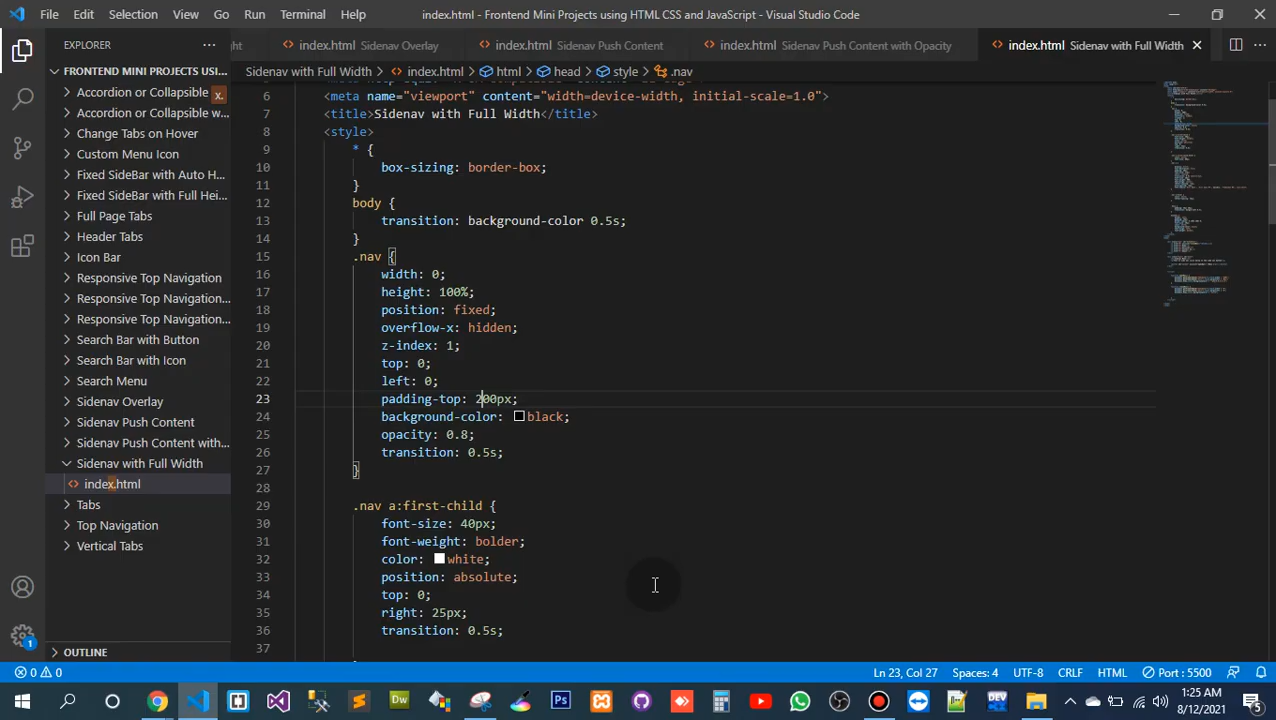 File Edit Selection View Go Run Terminal Help index.html - Frontend Mini Projects using HTML CSS and JavaScript - Visual Studio Code
EXPLORER
ght index.html Sidenav Overlay index.html Sidenav Push Content index.html Sidenav Push Content with Opacity index.html Sidenav with Full Width
Sidenav with Full Width > index.html > html > head > style > .nav
FRONTEND MINI PROJECTS USI...
Accordion or Collapsible
x.
Accordion or Collapsible w...
Change Tabs on Hover
Custom Menu Icon
Fixed SideBar with Auto H...
Fixed SideBar with Full Hei...
Full Page Tabs
Header Tabs
Icon Bar
Responsive Top Navigation
Responsive Top Navigation...
Responsive Top Navigation...
Search Bar with Button
Search Bar with Icon
Search Menu
Sidenav Overlay
Sidenav Push Content
Sidenav Push Content with...
Sidenav with Full Width
index.html
Tabs
Top Navigation
Vertical Tabs
OUTLINE
6 <meta name="viewport" content="width=device-width, initial-scale=1.0">
7 <title>Sidenav with Full Width</title>
8 <style>
9 * {
10 box-sizing: border-box;
11 }
12 body {
13 transition: background-color 0.5s;
14 }
15 .nav {
16 width: 0;
17 height: 100%;
18 position: fixed;
19 overflow-x: hidden;
20 z-index: 1;
21 top: 0;
22 left: 0;
23 padding-top: 200px;
24 background-color: black;
25 opacity: 0.8;
26 transition: 0.5s;
27 }
28
29 .nav a:first-child {
30 font-size: 40px;
31 font-weight: bolder;
32 color: white;
33 position: absolute;
34 top: 0;
35 right: 25px;
36 transition: 0.5s;
37
0 0 Ln 23, Col 27 Spaces: 4 UTF-8 CRLF HTML Port : 5500
1
Dw Ps DEV
1:25 AM
8/12/2021
5